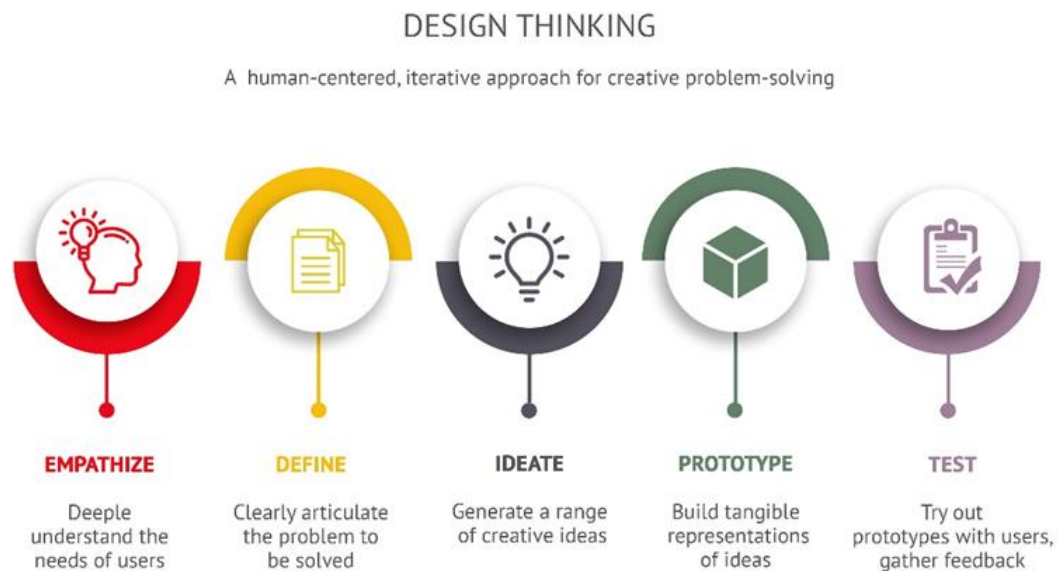 DESIGN THINKING
A human-centered, iterative approach for creative problem-solving
EMPATHIZE
Deeple
understand the
needs of users
DEFINE
Clearly articulate
the problem to
be solved
IDEATE
Generate a range
of creative ideas
PROTOTYPE
Build tangible
representations
of ideas
TEST
Try out
prototypes with users,
gather feedback